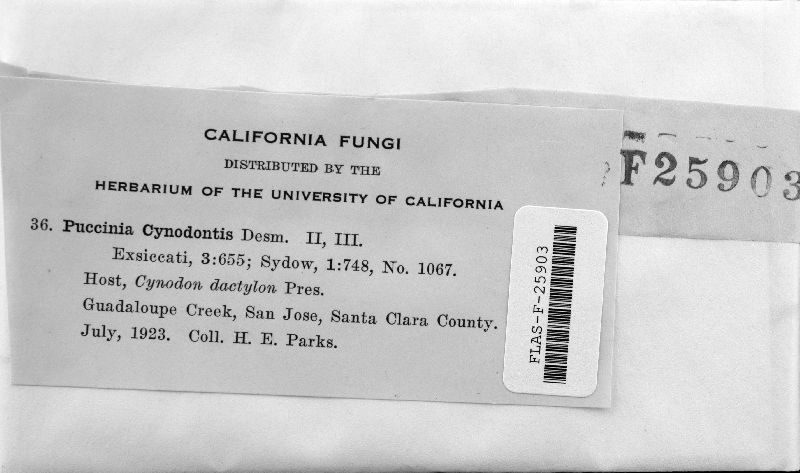 CALIFORNIA FUNGI
DISTRIBUTED BY THE
HERBARIUM OF THE UNIVERSITY OF CALIFORNIA
36. Puccinia Cynodontis Desm. II, III.
Exsiccati, 3:655; Sydow, 1:748, No. 1067.
Host, Cynodon dactylon Pres.
Guadaloupe Creek, San Jose, Santa Clara County.
July, 1923. Coll. H. E. Parks.
FLAS-F-25903
F25903